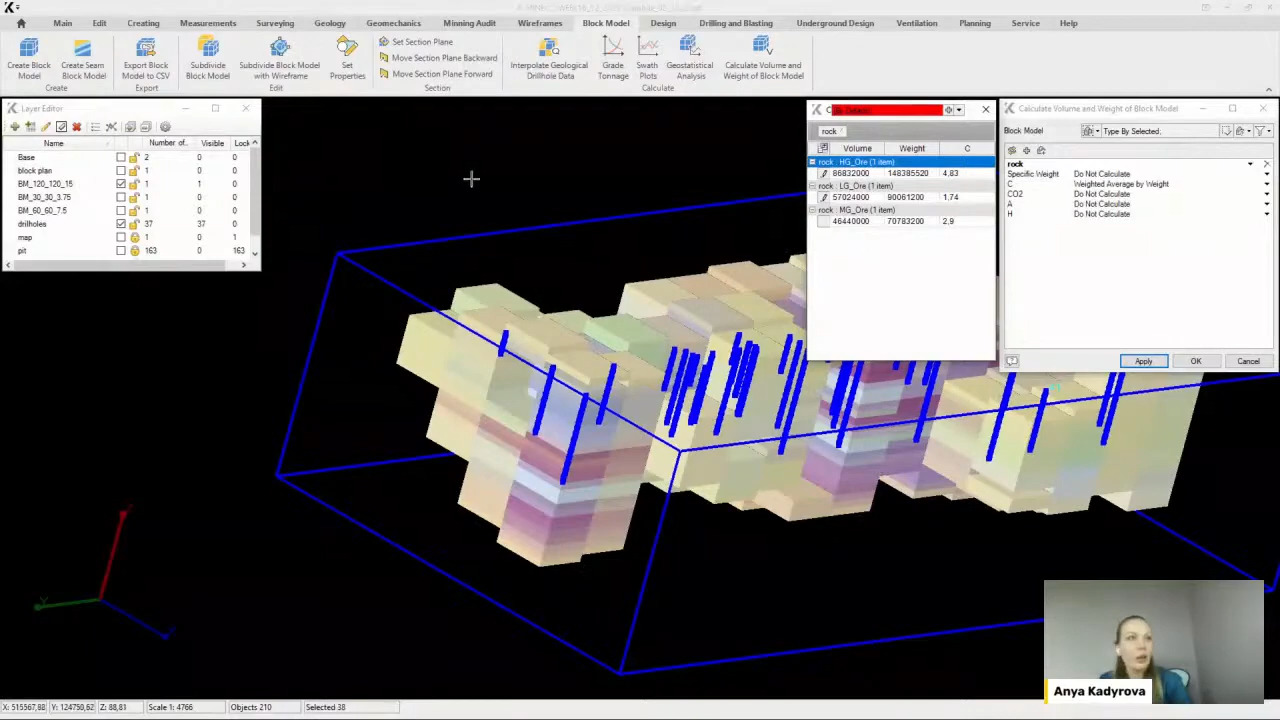 Main Edit Creating Measurements Surveying Geology Geomechanics Mining Audit Wireframes Block Model Design Drilling and Blasting Underground Design Ventilation Planning Service Help
Create Block Model
Create Seam Block Model
Create
Export Block Model to CSV
Export
Subdivide Block Model
Subdivide Block Model with Wireframe
Edit
Set Properties
Set Section Plane
Move Section Plane Backward
Move Section Plane Forward
Section
Interpolate Geological Drillhole Data
Grade Tonnage
Swath Plots
Geostatistical Analysis
Calculate Volume and Weight of Block Model
Calculate
Layer Editor
Name Number of.. Visible Lock
Base 2 0 0
block plan 1 0 0
BM_120_120_15 1 1 0
BM_30_30_3.75 1 0 0
BM_60_60_7.5 1 0 0
drillholes 37 37 0
map 1 0 1
pit 163 0 163
rock
Volume Weight C
rock : HG_Ore (1 item)
86832000 148385520 4,83
rock : LG_Ore (1 item)
57024000 90061200 1,74
rock : MG_Ore (1 item)
46440000 70783200 2,9
Calculate Volume and Weight of Block Model
Block Model Type By Selected:
rock
Specific Weight Do Not Calculate
C Weighted Average by Weight
CO2 Do Not Calculate
A Do Not Calculate
H Do Not Calculate
Apply OK Cancel
Anya Kadyrova
X: 515567,88 Y: 124750,62 Z: 88,81 Scale 1: 4766 Objects 210 Selected 38